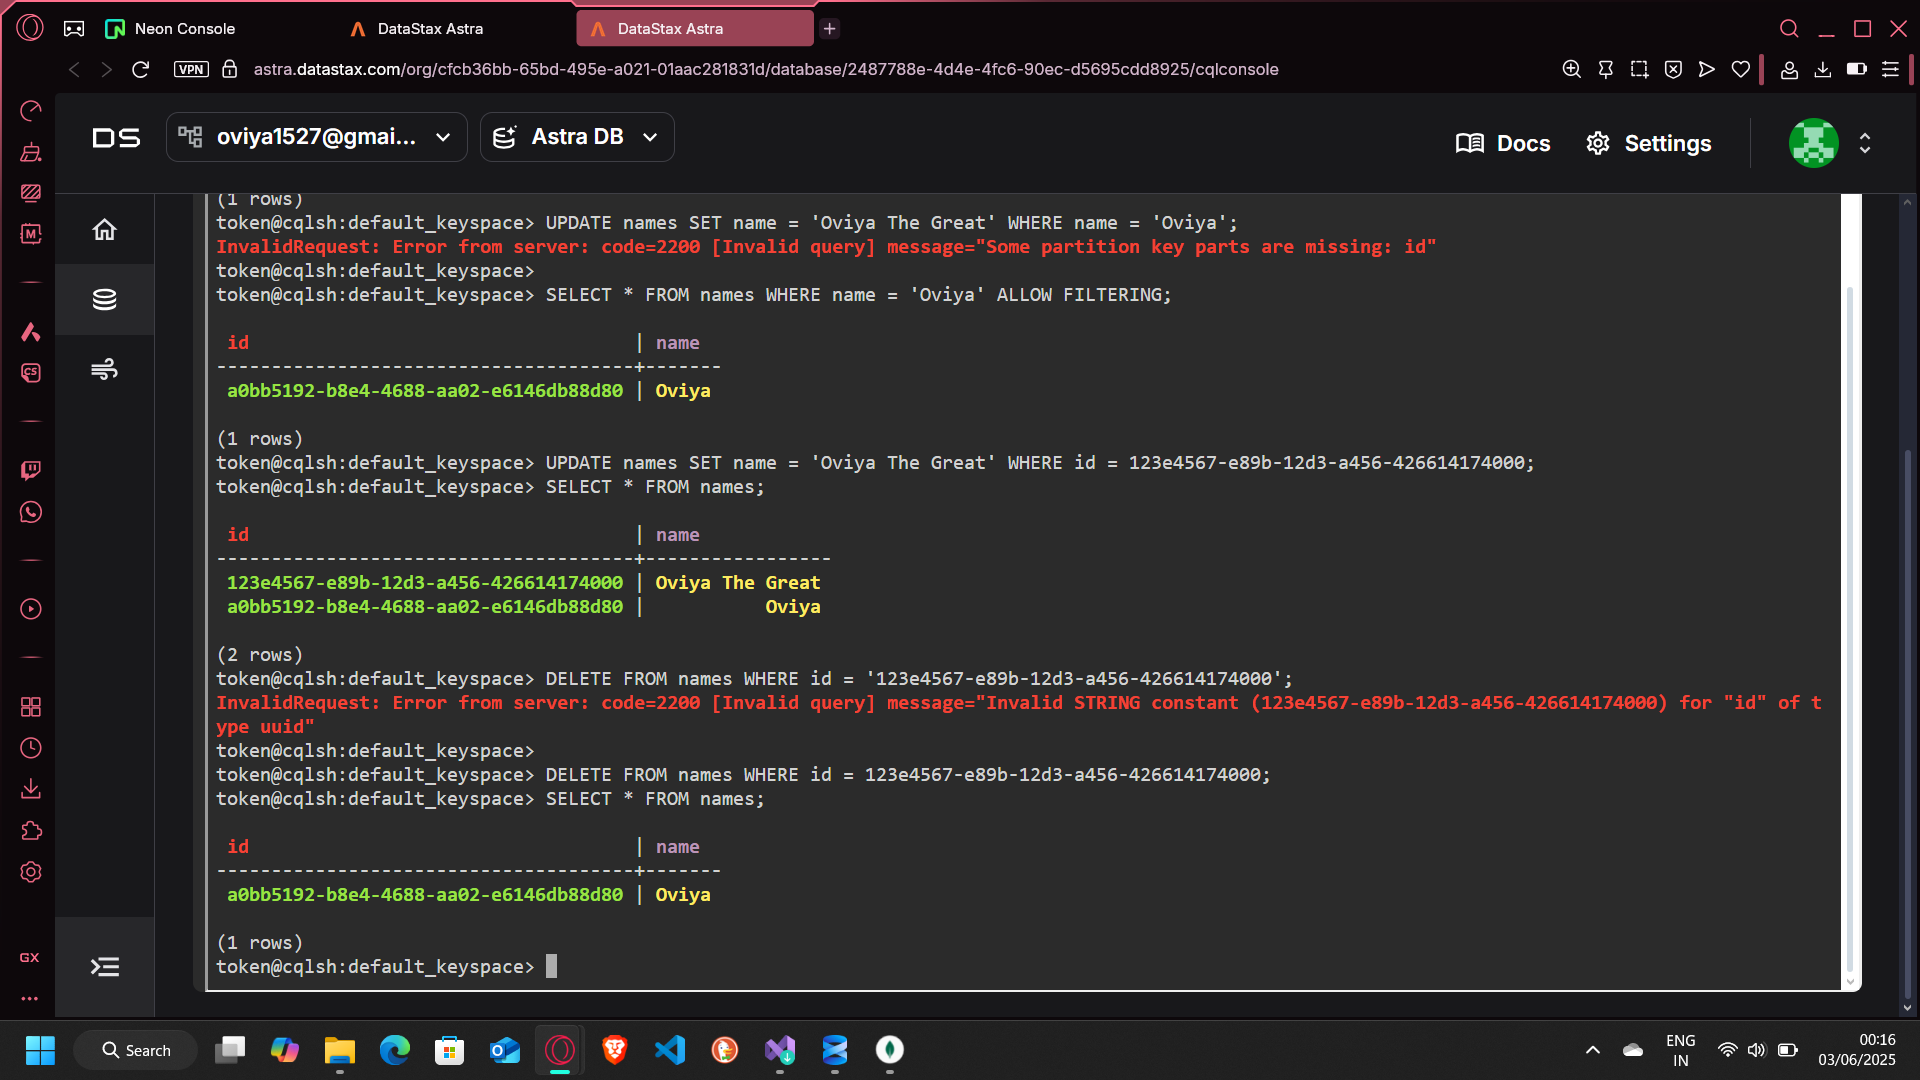 Neon Console
DataStax Astra
DataStax Astra
VPN
astra.datastax.com/org/cfcb36bb-65bd-495e-a021-01aac281831d/database/2487788e-4d4e-4fc6-90ec-d5695cdd8925/cqlconsole
DS
oviya1527@gmai...
Astra DB
Docs
Settings
(1 rows)
token@cqlsh:default_keyspace> UPDATE names SET name = 'Oviya The Great' WHERE name = 'Oviya';
InvalidRequest: Error from server: code=2200 [Invalid query] message="Some partition key parts are missing: id"
token@cqlsh:default_keyspace>
token@cqlsh:default_keyspace> SELECT * FROM names WHERE name = 'Oviya' ALLOW FILTERING;
id | name
--------------------------------------+-------
a0bb5192-b8e4-4688-aa02-e6146db88d80 | Oviya
(1 rows)
token@cqlsh:default_keyspace> UPDATE names SET name = 'Oviya The Great' WHERE id = 123e4567-e89b-12d3-a456-426614174000;
token@cqlsh:default_keyspace> SELECT * FROM names;
id | name
--------------------------------------+-----------------
123e4567-e89b-12d3-a456-426614174000 | Oviya The Great
a0bb5192-b8e4-4688-aa02-e6146db88d80 | Oviya
(2 rows)
token@cqlsh:default_keyspace> DELETE FROM names WHERE id = '123e4567-e89b-12d3-a456-426614174000';
InvalidRequest: Error from server: code=2200 [Invalid query] message="Invalid STRING constant (123e4567-e89b-12d3-a456-426614174000) for "id" of t
ype uuid"
token@cqlsh:default_keyspace>
token@cqlsh:default_keyspace> DELETE FROM names WHERE id = 123e4567-e89b-12d3-a456-426614174000;
token@cqlsh:default_keyspace> SELECT * FROM names;
id | name
--------------------------------------+-------
a0bb5192-b8e4-4688-aa02-e6146db88d80 | Oviya
(1 rows)
token@cqlsh:default_keyspace>
M
CS
GX
Search
ENG
IN
00:16
03/06/2025